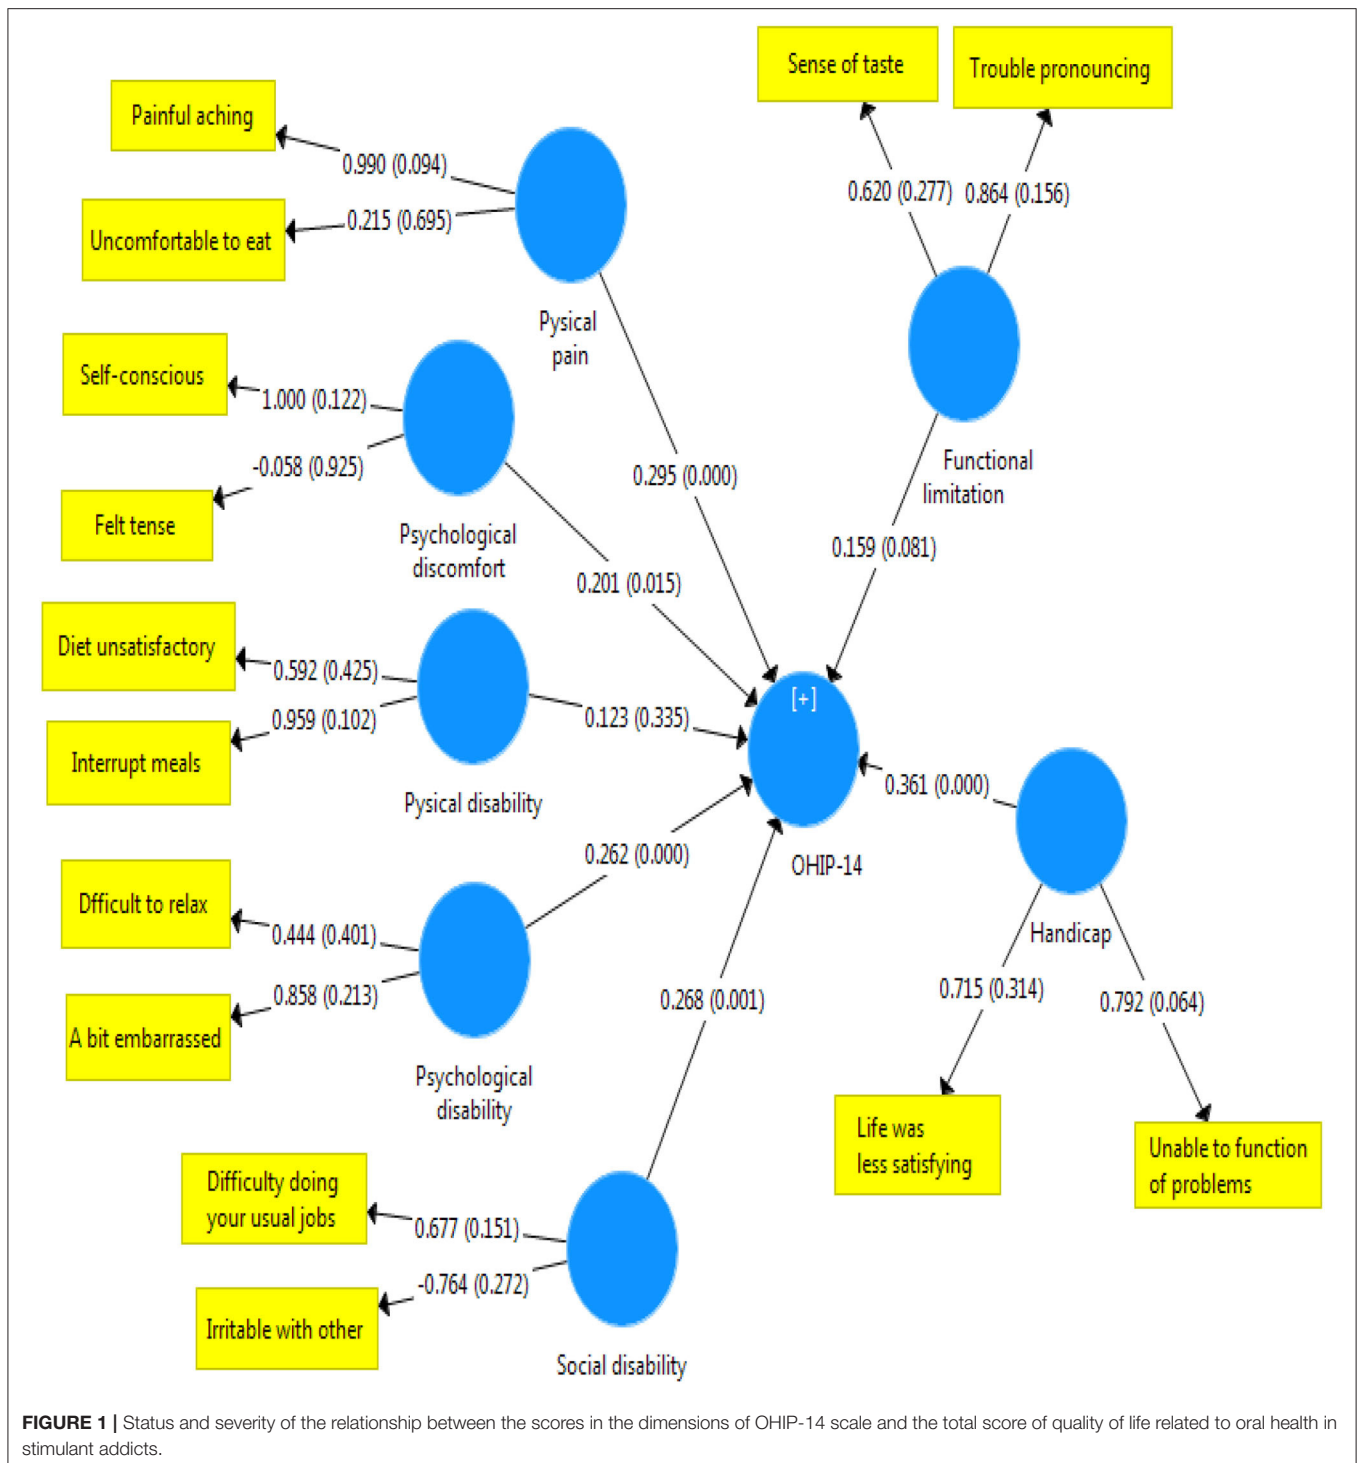 Sense of taste
Trouble pronouncing
Painful aching
0.990 (0.094)
0.620 (0.277)
0.864 (0.156)
Uncomfortable to eat
0.215 (0.695)
Pysical
pain
Self-conscious
1.000 (0.122)
-0.058 (0.925)
Felt tense
Psychological
discomfort
0.295 (0.000)
Functional
limitation
0.201 (0.015)
0.159 (0.081)
Diet unsatisfactory
0.592 (0.425)
0.959 (0.102)
Interrupt meals
Pysical disability
0.123 (0.335)
[+]
OHIP-14
0.361 (0.000)
0.262 (0.000)
Dfficult to relax
0.444 (0.401)
0.858 (0.213)
A bit embarrassed
Psychological
disability
Handicap
0.268 (0.001)
0.715 (0.314)
0.792 (0.064)
Life was
less satisfying
Unable to function
of problems
Difficulty doing
your usual jobs
0.677 (0.151)
-0.764 (0.272)
Irritable with other
Social disability
FIGURE 1 | Status and severity of the relationship between the scores in the dimensions of OHIP-14 scale and the total score of quality of life related to oral health in
stimulant addicts.